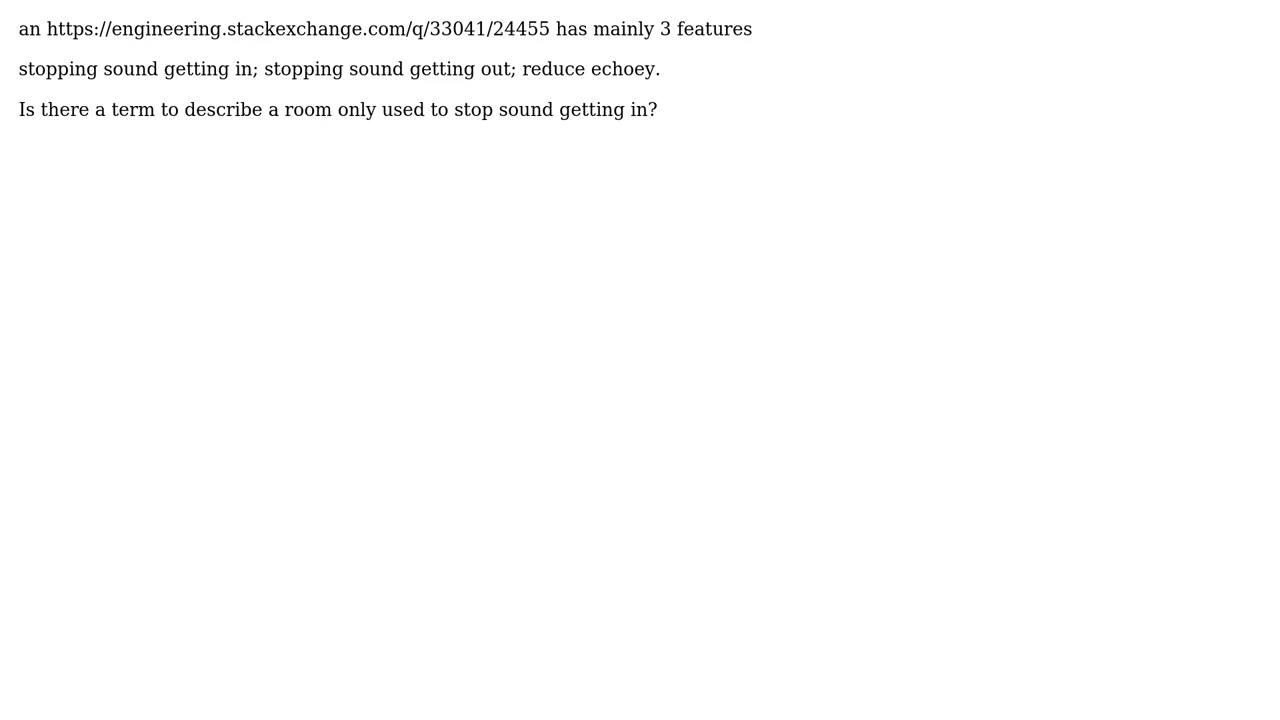 an https://engineering.stackexchange.com/q/33041/24455 has mainly 3 features
stopping sound getting in; stopping sound getting out; reduce echoey.
Is there a term to describe a room only used to stop sound getting in?